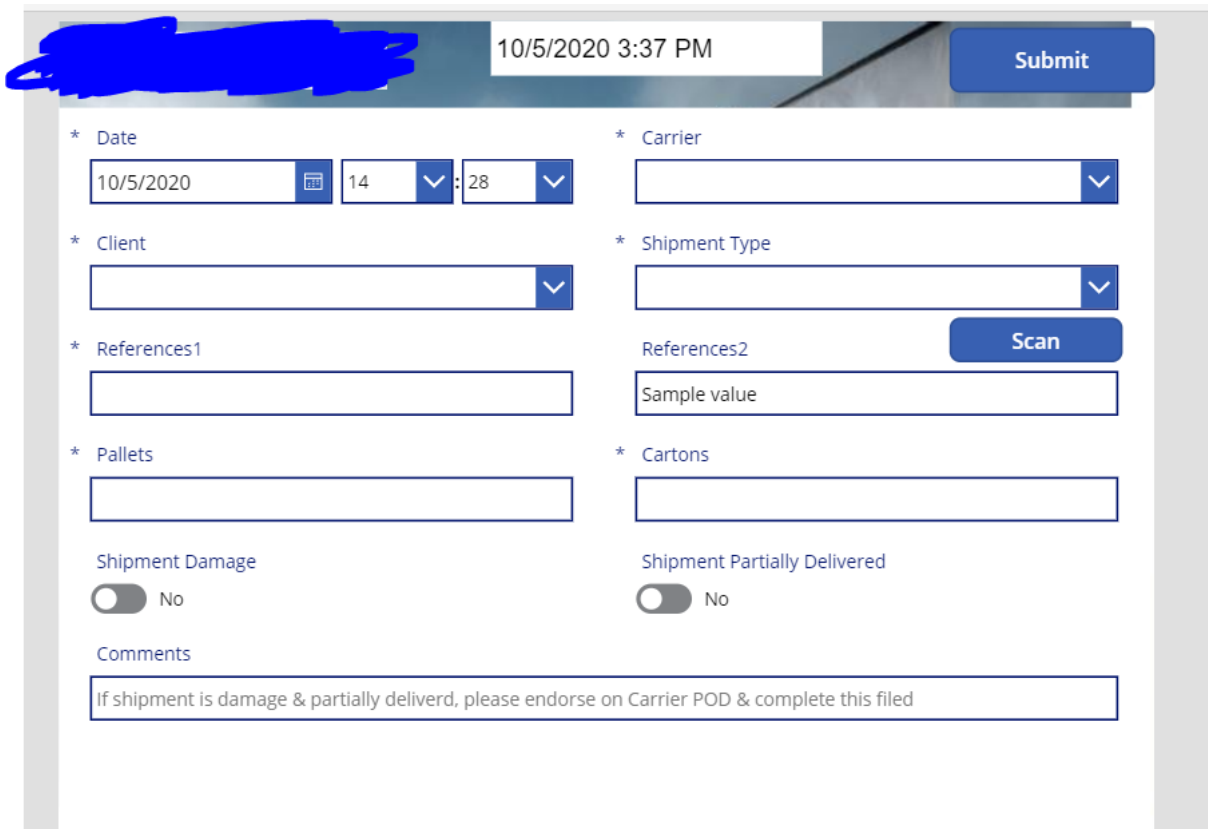 10/5/2020 3:37 PM
Submit
* Date
* Carrier
10/5/2020
14
: 28
* Client
* Shipment Type
* References1
References2
Scan
Sample value
* Pallets
* Cartons
Shipment Damage
Shipment Partially Delivered
No
No
Comments
If shipment is damage & partially deliverd, please endorse on Carrier POD & complete this filed